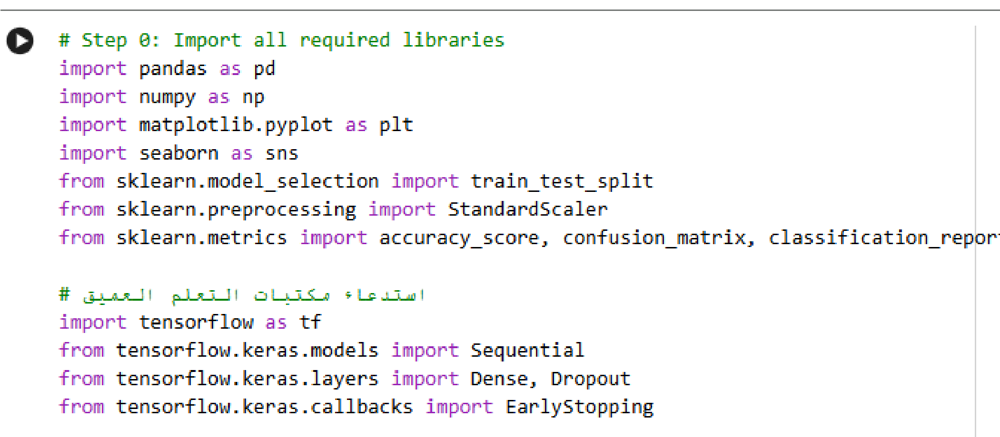 # Step 0: Import all required libraries
import pandas as pd
import numpy as np
import matplotlib.pyplot as plt
import seaborn as sns
from sklearn.model_selection import train_test_split
from sklearn.preprocessing import StandardScaler
from sklearn.metrics import accuracy_score, confusion_matrix, classification_repor
# استدعاء مكتبات التعلم العميق
import tensorflow as tf
from tensorflow.keras.models import Sequential
from tensorflow.keras.layers import Dense, Dropout
from tensorflow.keras.callbacks import EarlyStopping